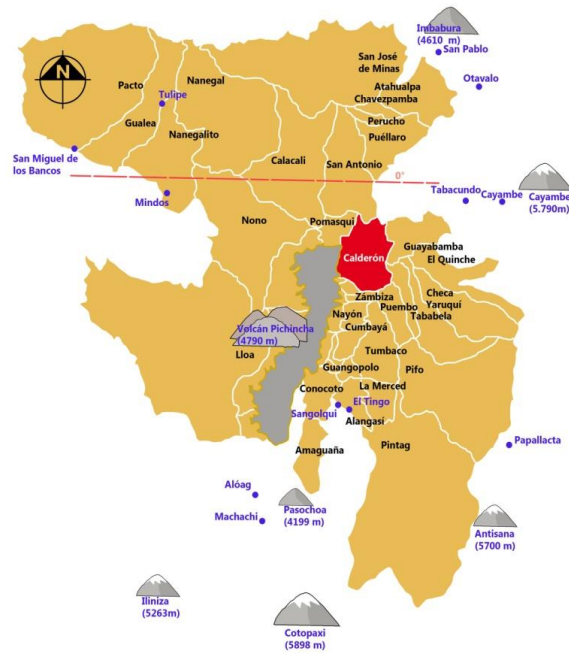 Imbabura
(4610 m)
San Pablo
N
San José
de Minas
Otavalo
Pacto
Nanegal
Atahualpa
Chavezpamba
Tulipe
Perucho
Gualea
Puéllaro
Nanegalito
San Miguel de
los Bancos
Calacali
San Antonio
0°
Mindos
Tabacundo
Cayambe
Cayambe
(5.790m)
Nono
Pomasqui
Guayabamba
El Quinche
Calderón
Zámbiza
Checa
Puembo
Yaruquí
Tababela
Nayón
Cumbayá
Volcán Pichincha
(4790 m)
Lloa
Tumbaco
Guangopolo
Pifo
Conocoto
La Merced
Sangolqui
El Tingo
Alangasí
Amaguaña
Pintag
Papallacta
Alóag
Pasochoa
(4199 m)
Machachi
Antisana
(5700 m)
Iliniza
(5263m)
Cotopaxi
(5898 m)